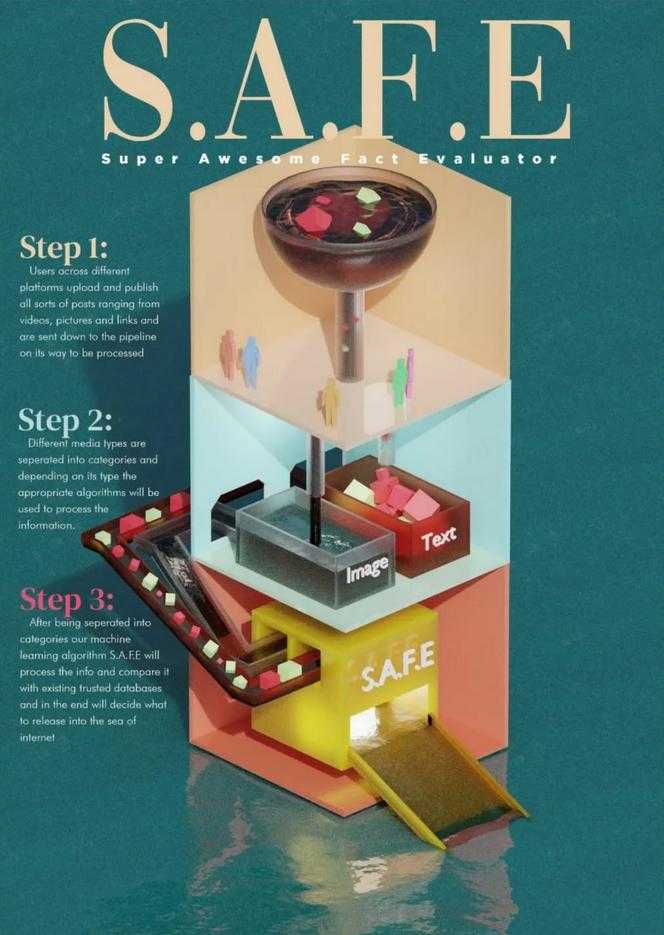 S.A.F.E
Super Awesome Fact Evaluator
Step 1:
Users across different
platforms upload and publish
all sorts of posts ranging from
videos, pictures and links and
are sent down to the pipeline
on its way to be processed
Step 2:
Different media types are
seperated into categories and
depending on its type the
appropriate algorithms will be
used to process the
information.
Image
Text
Step 3:
After being seperated into
categories our machine
learning algorithm S.A.F.E will
process the info and compare it
with existing trusted databases
and in the end will decide what
to release into the sea of
internet
S.A.F.E